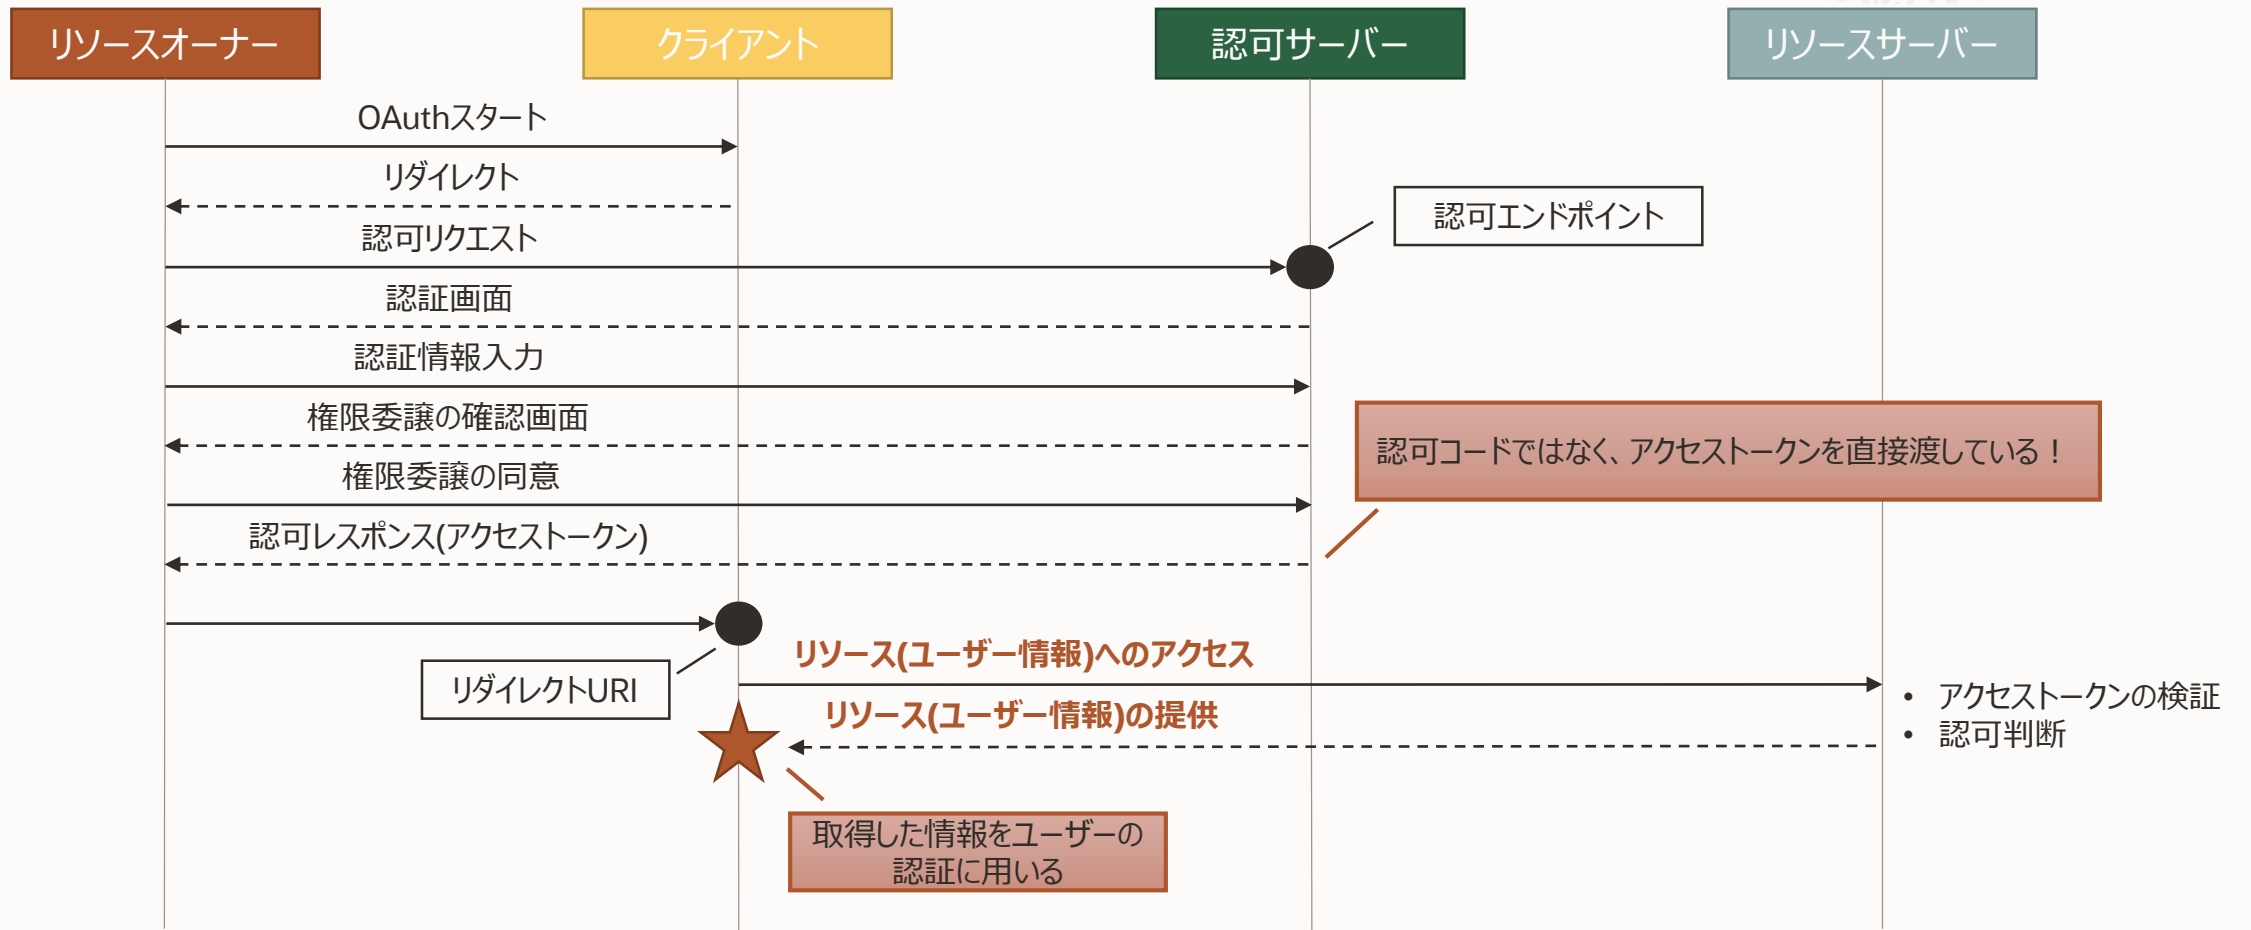 リソースオーナー
クライアント
認可サーバー
リソースサーバー
OAuthスタート
リダイレクト
認可リクエスト
認可エンドポイント
認証画面
認証情報入力
権限委譲の確認画面
認可コードではなく、アクセストークンを直接渡している！
権限委譲の同意
認可レスポンス(アクセストークン)
リソース(ユーザー情報)へのアクセス
リダイレクトURI
リソース(ユーザー情報)の提供
• アクセストークンの検証
• 認可判断
取得した情報をユーザーの
認証に用いる